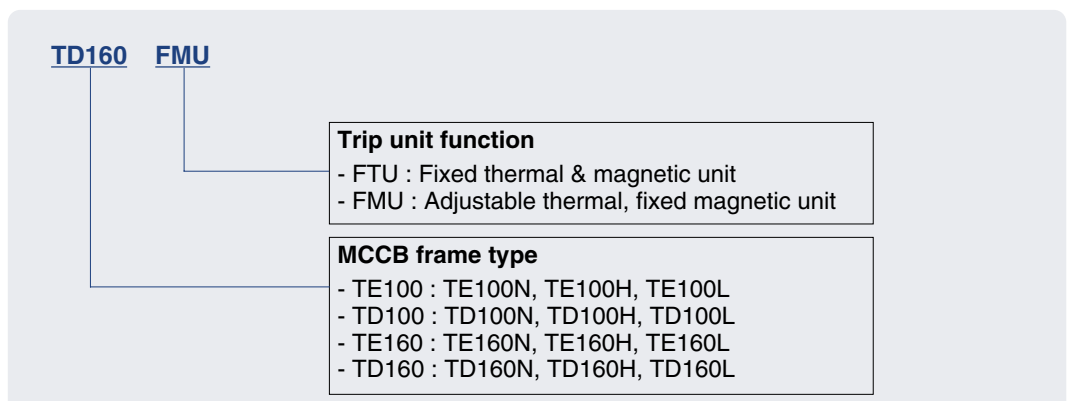 TD160 FMU
Trip unit function
- FTU : Fixed thermal & magnetic unit
- FMU : Adjustable thermal, fixed magnetic unit
MCCB frame type
- TE100 : TE100N, TE100H, TE100L
- TD100 : TD100N, TD100H, TD100L
- TE160 : TE160N, TE160H, TE160L
- TD160 : TD160N, TD160H, TD160L